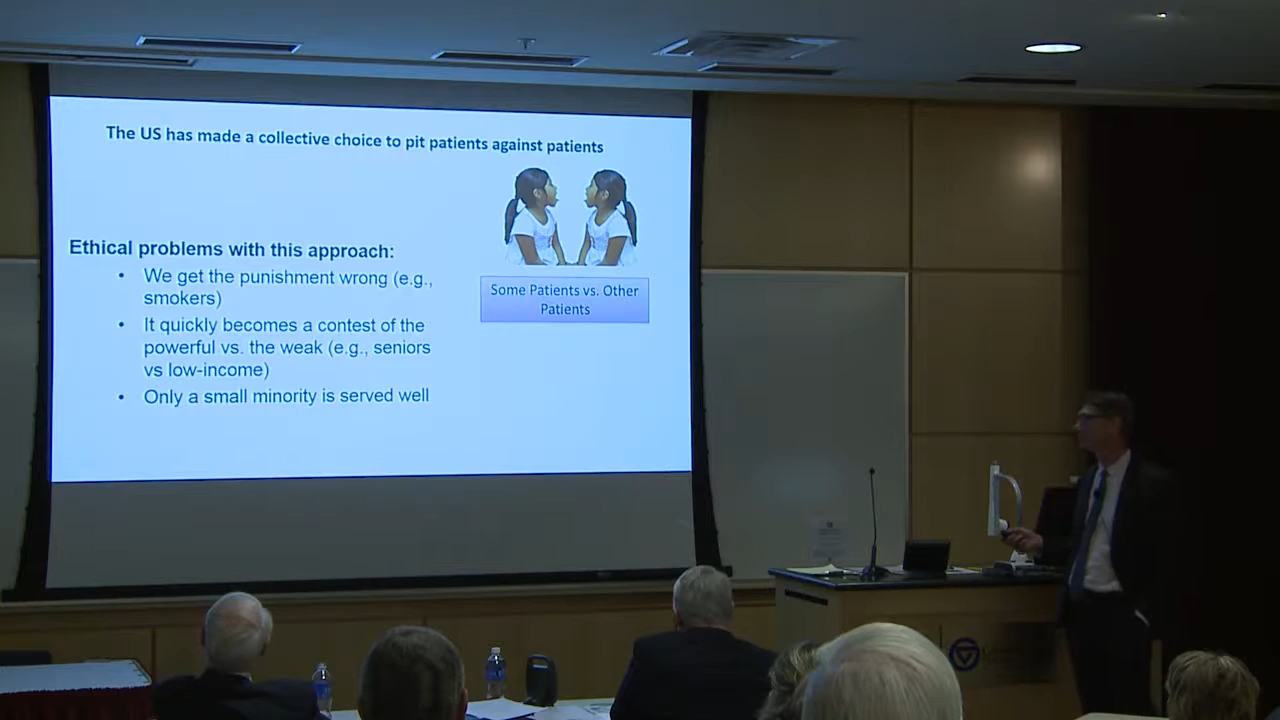 The US has made a collective choice to pit patients against patients
Ethical problems with this approach:
• We get the punishment wrong (e.g.,
smokers)
• It quickly becomes a contest of the
powerful vs. the weak (e.g., seniors
vs low-income)
• Only a small minority is served well
Some Patients vs. Other
Patients